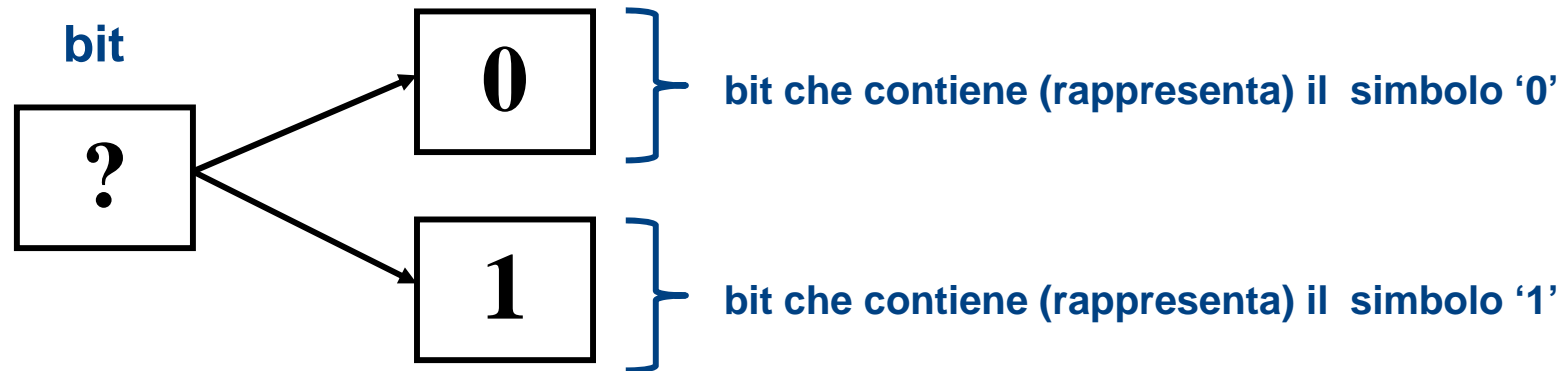 bit
?
0
bit che contiene (rappresenta) il simbolo ‘0’
1
bit che contiene (rappresenta) il simbolo ‘1’